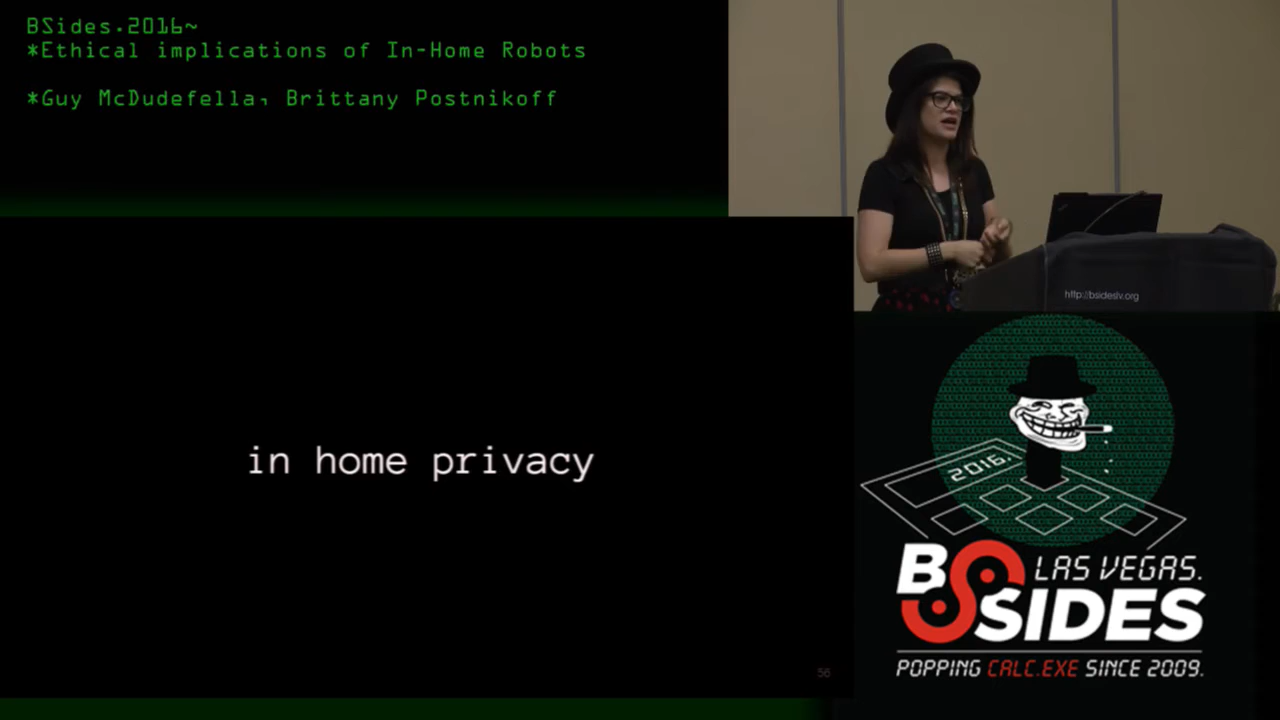 BSides.2016~
*Ethical implications of In-Home Robots
*Guy McDudefella, Brittany Postnikoff
http://bsideslv.org
in home privacy
56
2016.
BSIDES
LAS VEGAS.
POPPING CALC.EXE SINCE 2009.